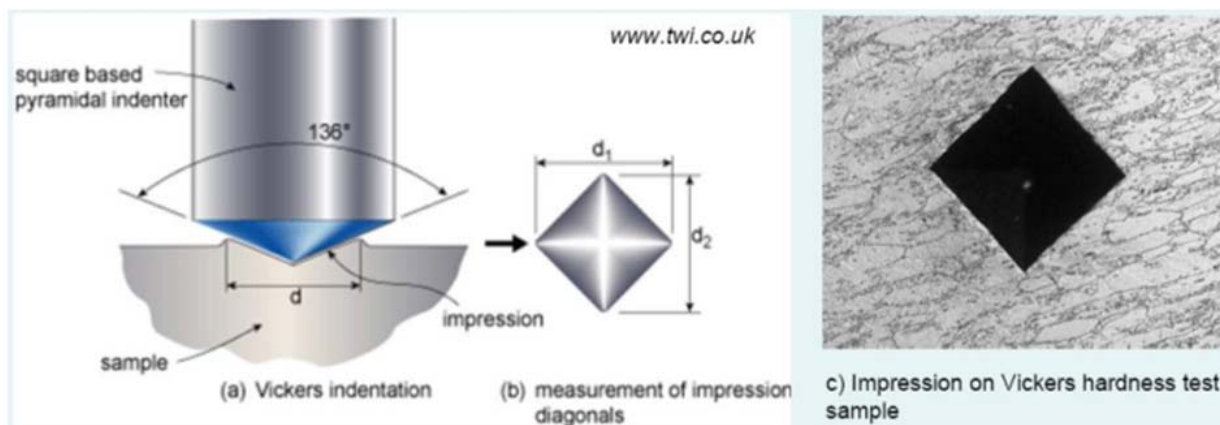 www.twi.co.uk
square based
pyramidal indenter
136°
d
impression
sample
(a) Vickers indentation
d₁
d₂
(b) measurement of impression
diagonals
c) Impression on Vickers hardness test
sample